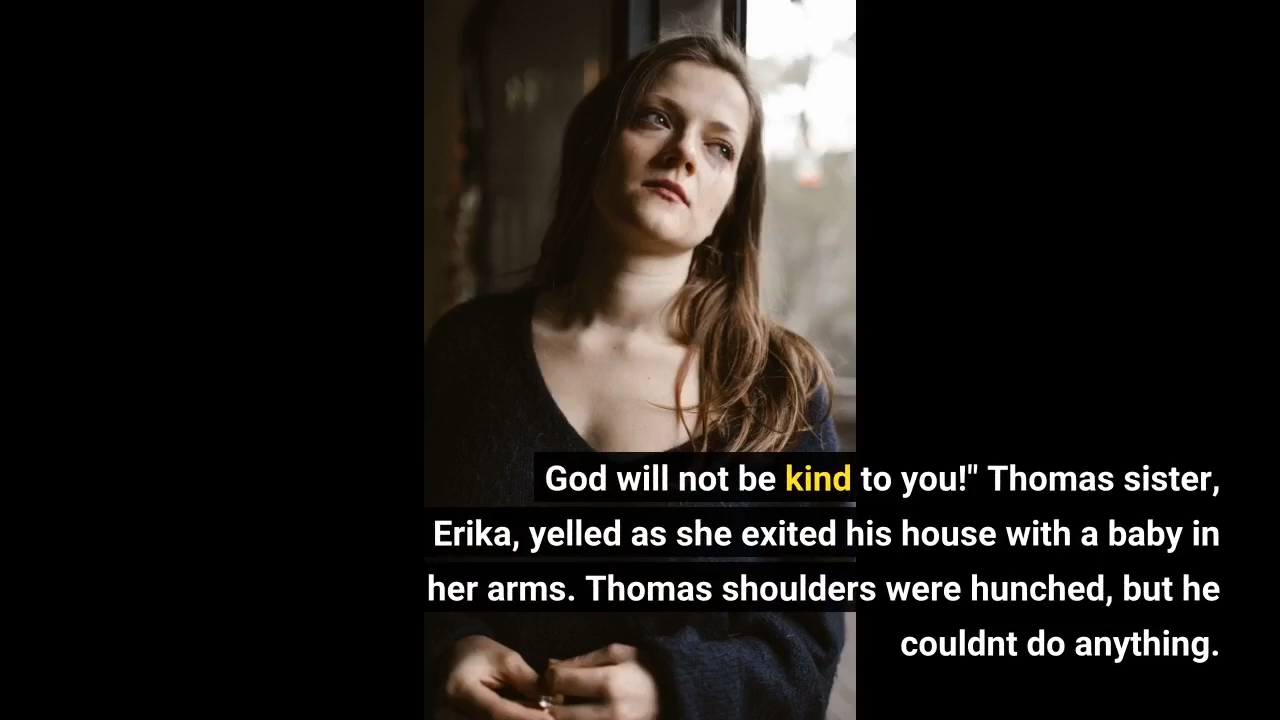 God will not be kind to you!" Thomas sister,
Erika, yelled as she exited his house with a baby in
her arms. Thomas shoulders were hunched, but he
couldnt do anything.